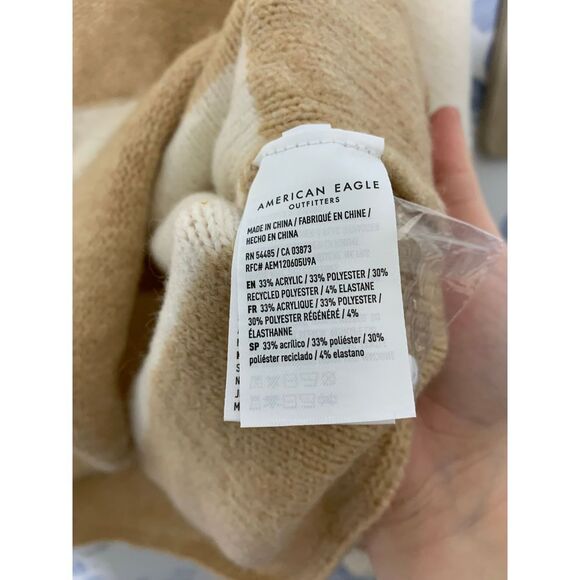 AMERICAN EAGLE
OUTFITTERS
MADE IN CHINA / FABRIQUÉ EN CHINE /
HECHO EN CHINA
RN 54485 / CA 03873
RFC# AEM120605U9A
EN 33% ACRYLIC / 33% POLYESTER / 30%
RECYCLED POLYESTER / 4% ELASTANE
FR 33% ACRYLIQUE / 33% POLYESTER /
30% POLYESTER RÉGÉNÉRÉ / 4%
ÉLASTHANNE
SP 33% acrílico / 33% poliéster / 30%
poliéster reciclado / 4% elastano